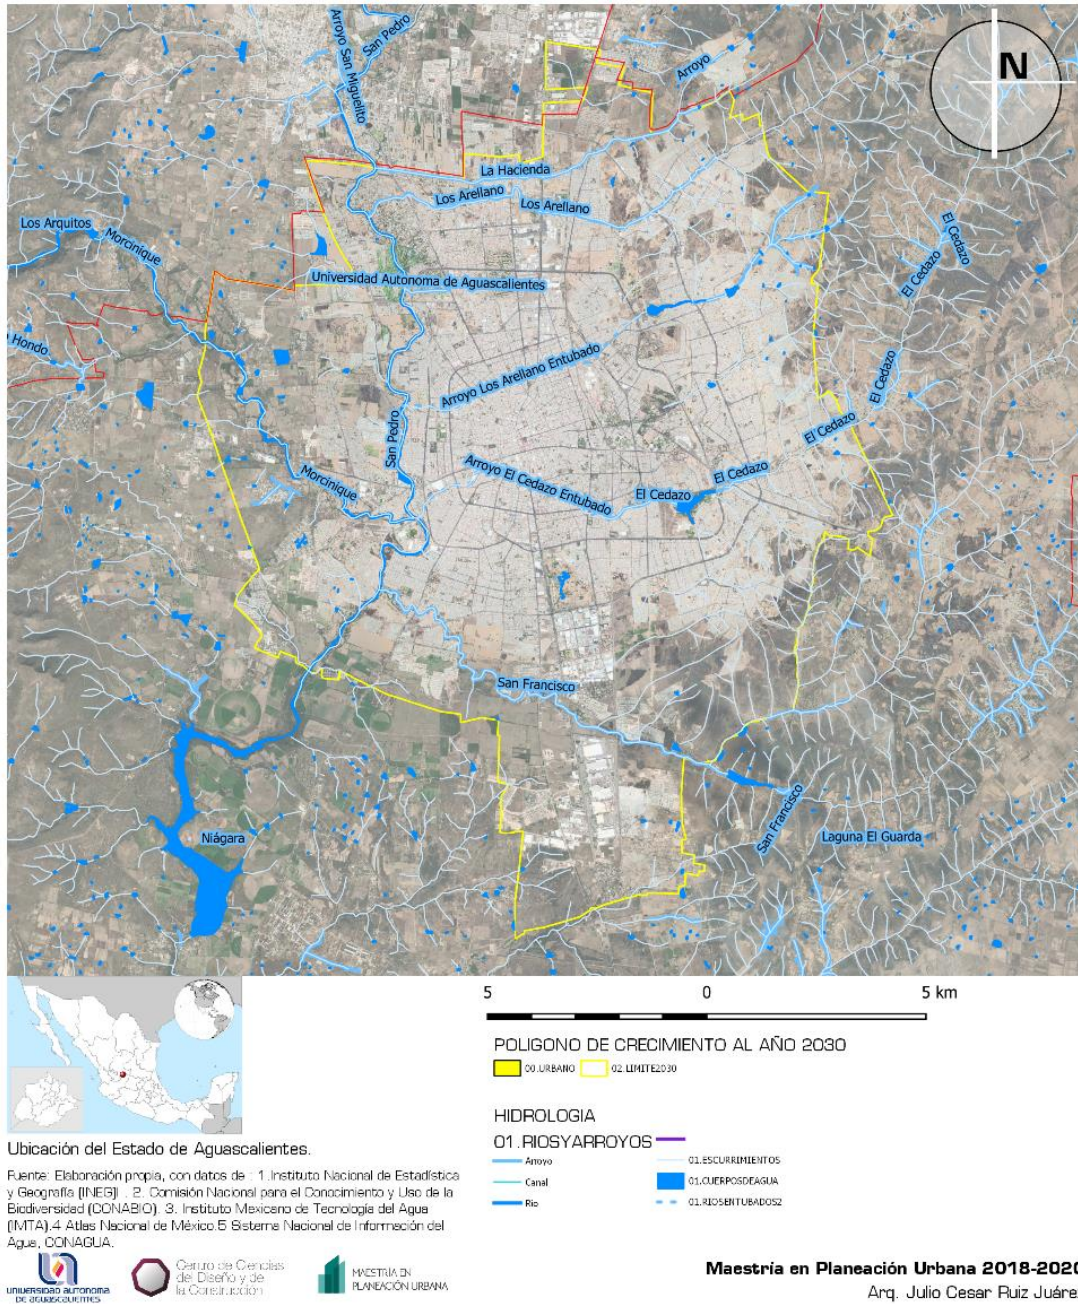 Arroyo San Miguelito
San Pedro
Arroyo
N
La Hacienda
Los Arellano
Los Arellano
Los Arquitos
Morcinique
El Cedazo
El Cedazo
Universidad Autonoma de Aguascalientes
Hondo
Arroyo Los Arellano Entubado
El Cedazo
San Pedro
El Cedazo
Morcinique
Arroyo El Cedazo Entubado
El Cedazo
El Cedazo
San Francisco
San Francisco
Niágara
Laguna El Guarda
5 0 5 km
POLIGONO DE CRECIMIENTO AL AÑO 2030
00.URBANO 02.LIMITE2030
HIDROLOGIA
01.RIOSYARROYOS
Arroyo 01.ESCURRIMIENTOS
Canal 01.CUERPOSDEAGUA
Rio 01.RIOSENTUBADOS2
Ubicación del Estado de Aguascalientes.
Fuente: Elaboración propia, con datos de : 1.Instituto Nacional de Estadística
y Geografía [INEG] . 2. Comisión Nacional para el Conocimiento y Uso de la
Biodiversidad (CONABIO). 3. Instituto Mexicano de Tecnología del Agua
(IMTA).4 Atlas Nacional de México.5 Sistema Nacional de Información del
Agua, CONAGUA.
UNIVERSIDAD AUTONOMA
DE AGUASCALIENTES
Centro de Ciencias
del Diseño y de
la Construcción
MAESTRÍA EN
PLANEACIÓN URBANA
Maestría en Planeación Urbana 2018-2020
Arq. Julio Cesar Ruiz Juáre